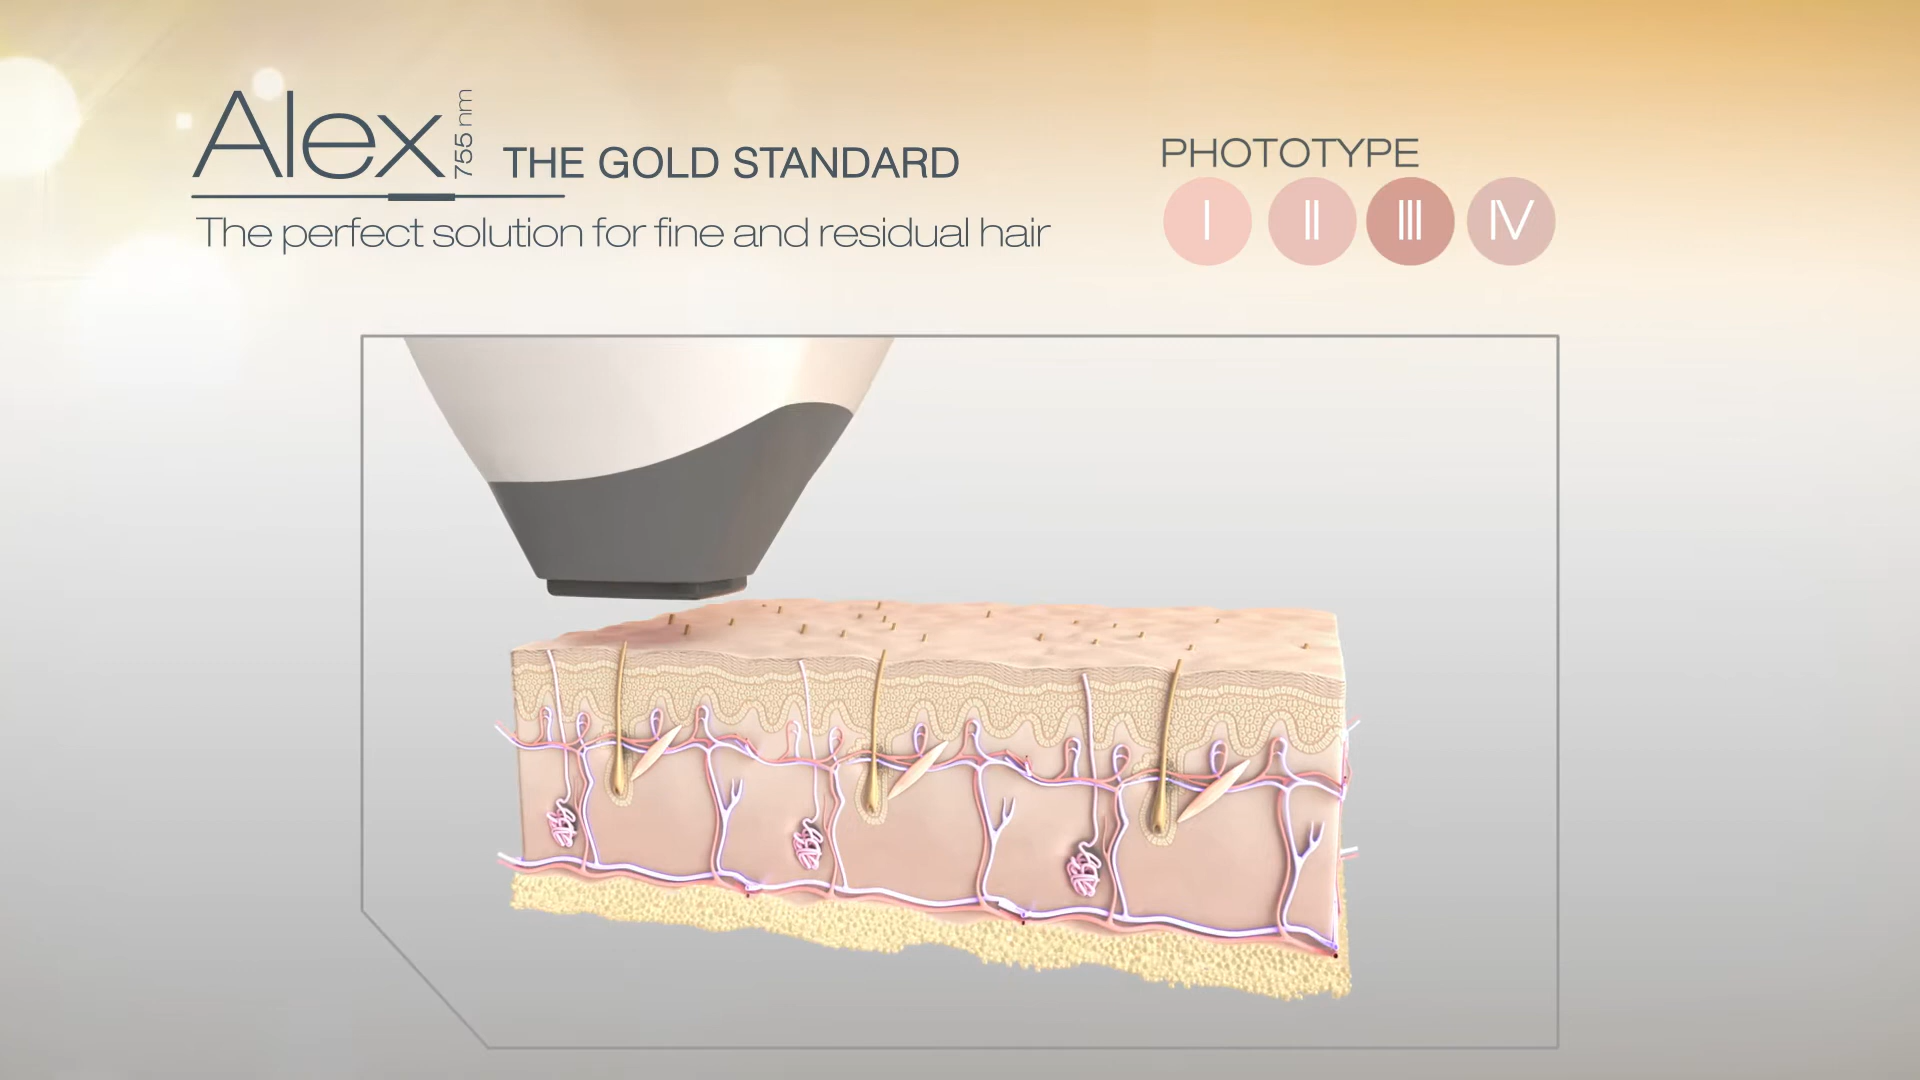 Alex 755 nm THE GOLD STANDARD
The perfect solution for fine and residual hair
PHOTOTYPE
I II III IV